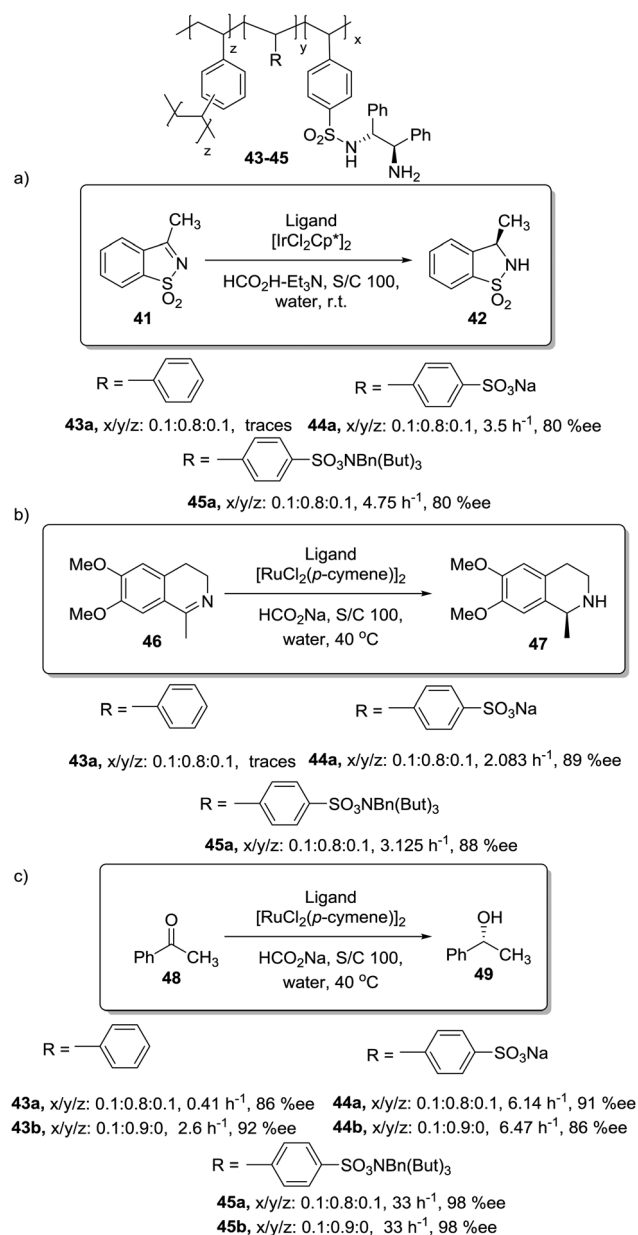 z
R
y
x
z
O2S
N
H
Ph
Ph
NH2
43-45
a)
CH3
N
S
O2
41
Ligand
[IrCl2Cp*]2
HCO2H-Et3N, S/C 100,
water, r.t.
CH3
NH
S
O2
42
R =
R =
SO3Na
43a, x/y/z: 0.1:0.8:0.1, traces
44a, x/y/z: 0.1:0.8:0.1, 3.5 h-1, 80 %ee
R =
SO3NBn(But)3
45a, x/y/z: 0.1:0.8:0.1, 4.75 h-1, 80 %ee
b)
MeO
MeO
N
46
Ligand
[RuCl2(p-cymene)]2
HCO2Na, S/C 100,
water, 40 oC
MeO
MeO
NH
47
R =
R =
SO3Na
43a, x/y/z: 0.1:0.8:0.1, traces
44a, x/y/z: 0.1:0.8:0.1, 2.083 h-1, 89 %ee
R =
SO3NBn(But)3
45a, x/y/z: 0.1:0.8:0.1, 3.125 h-1, 88 %ee
c)
O
Ph
CH3
48
Ligand
[RuCl2(p-cymene)]2
HCO2Na, S/C 100,
water, 40 oC
OH
Ph
CH3
49
R =
R =
SO3Na
43a, x/y/z: 0.1:0.8:0.1, 0.41 h-1, 86 %ee
44a, x/y/z: 0.1:0.8:0.1, 6.14 h-1, 91 %ee
43b, x/y/z: 0.1:0.9:0, 2.6 h-1, 92 %ee
44b, x/y/z: 0.1:0.9:0, 6.47 h-1, 86 %ee
R =
SO3NBn(But)3
45a, x/y/z: 0.1:0.8:0.1, 33 h-1, 98 %ee
45b, x/y/z: 0.1:0.9:0, 33 h-1, 98 %ee